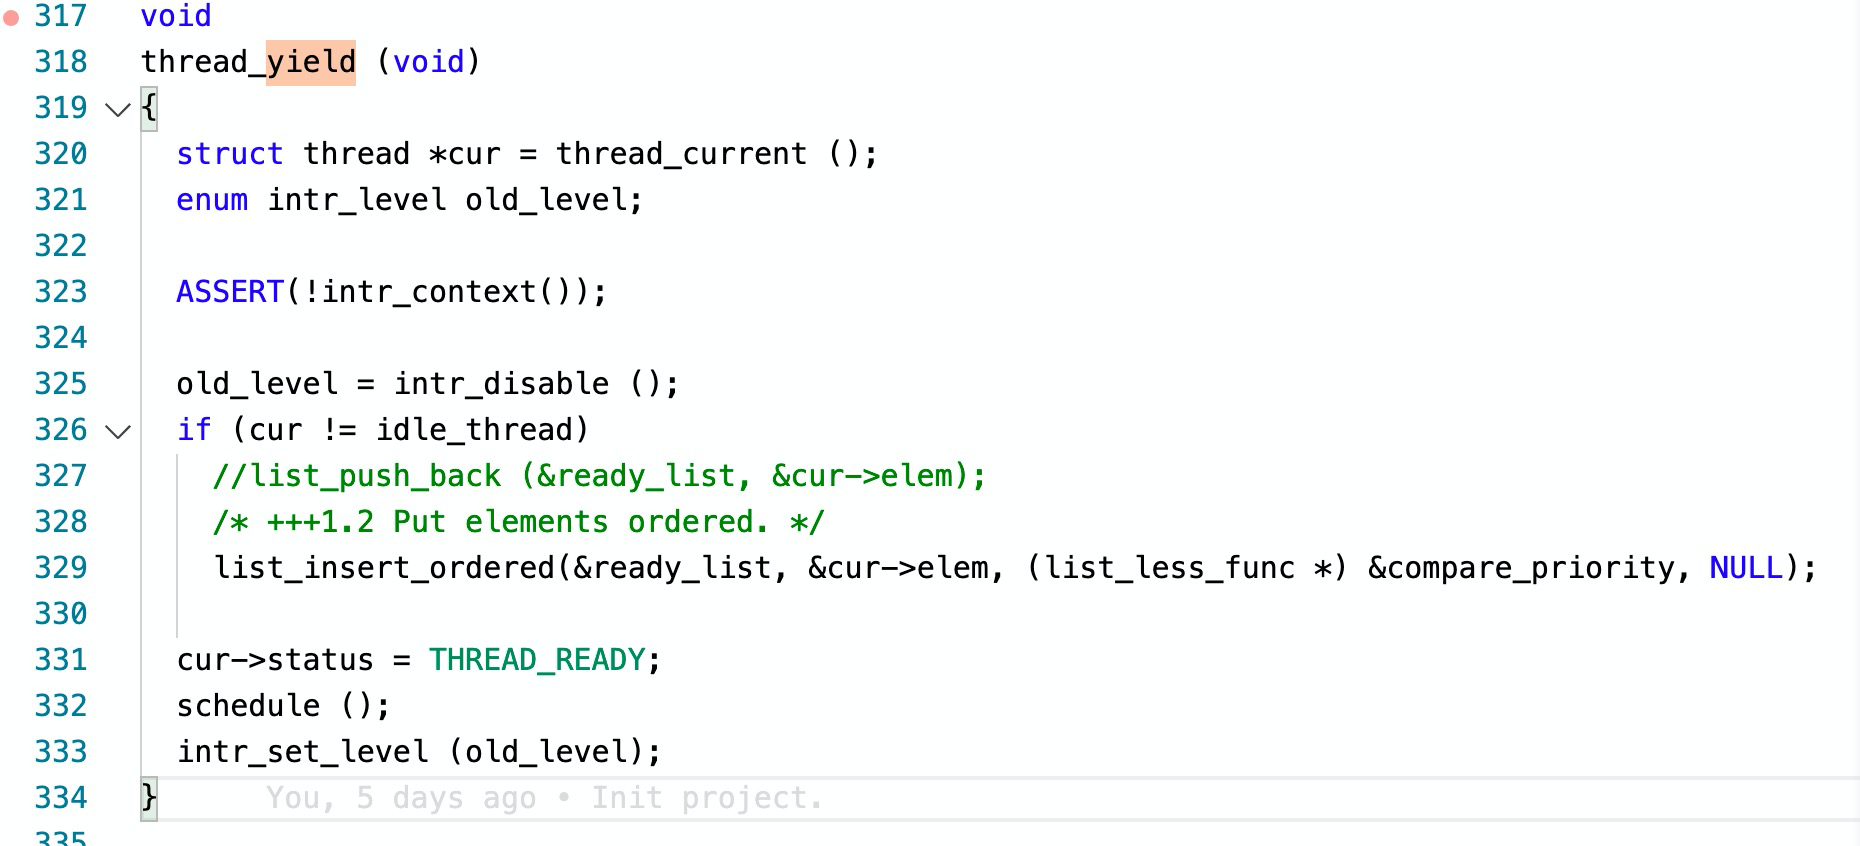 317 void
318 thread_yield (void)
319 {
320 struct thread *cur = thread_current ();
321 enum intr_level old_level;
322
323 ASSERT(!intr_context());
324
325 old_level = intr_disable ();
326 if (cur != idle_thread)
327 //list_push_back (&ready_list, &cur->elem);
328 /* +++1.2 Put elements ordered. */
329 list_insert_ordered(&ready_list, &cur->elem, (list_less_func *) &compare_priority, NULL);
330
331 cur->status = THREAD_READY;
332 schedule ();
333 intr_set_level (old_level);
334 } You, 5 days ago • Init project.
335